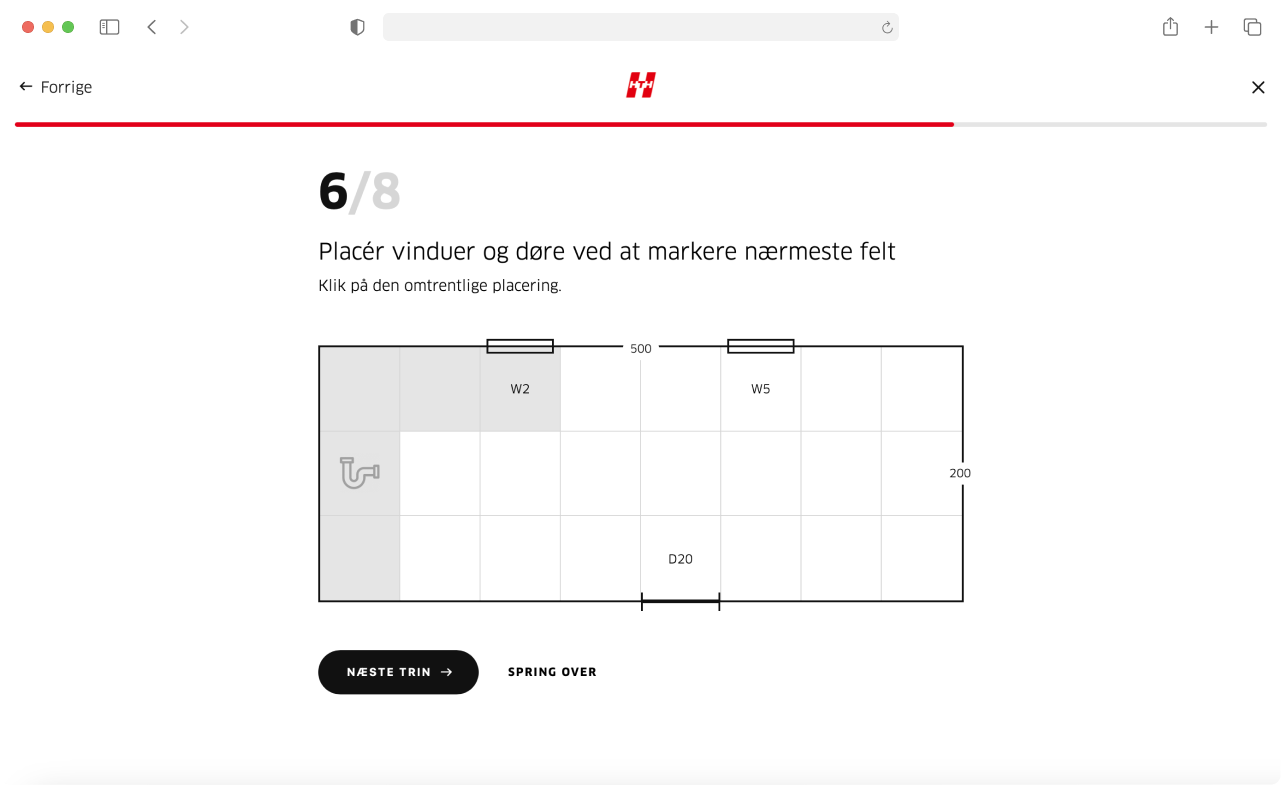 Forrige
HTH
6/8
Placér vinduer og døre ved at markere nærmeste felt
Klik på den omtrentlige placering.
500
W2
W5
200
D20
NÆSTE TRIN →
SPRING OVER